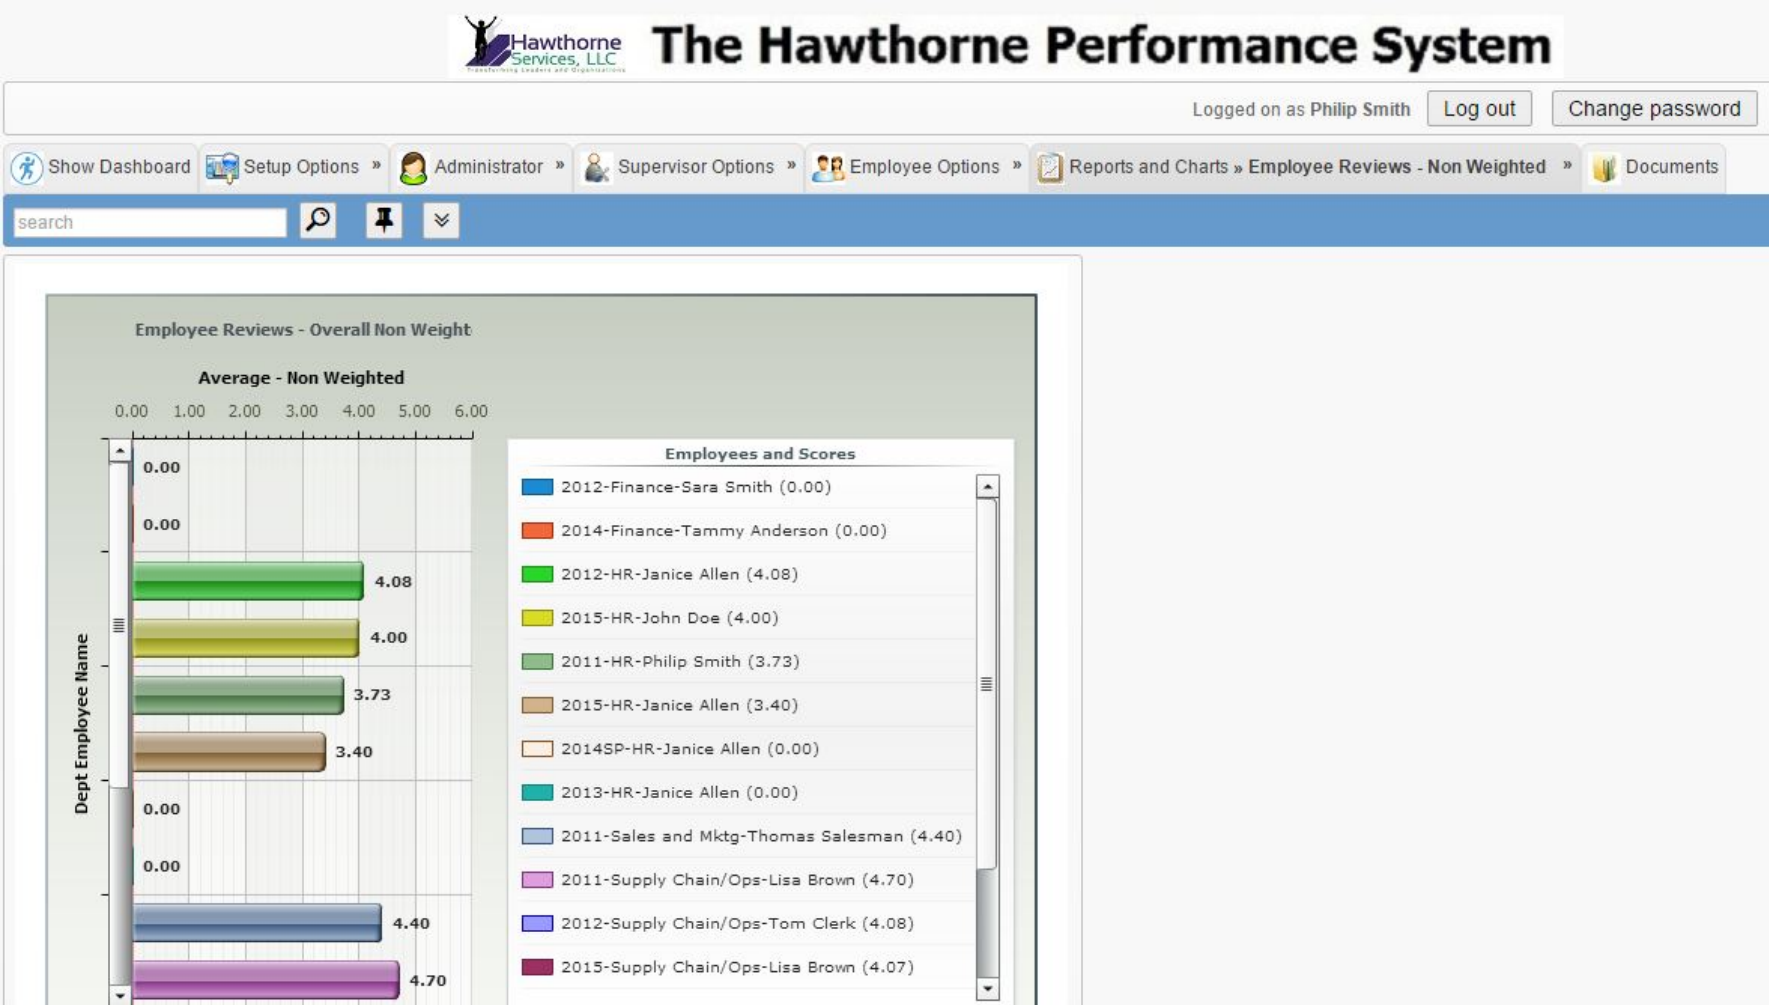 Hawthorne
Services, LLC
Transforming Leaders and Organizations
The Hawthorne Performance System
Logged on as Philip Smith
Log out
Change password
Show Dashboard
Setup Options »
Administrator »
Supervisor Options »
Employee Options »
Reports and Charts » Employee Reviews - Non Weighted »
Documents
search
Employee Reviews - Overall Non Weight
Average - Non Weighted
0.00 1.00 2.00 3.00 4.00 5.00 6.00
Dept Employee Name
0.00
0.00
4.08
4.00
3.73
3.40
0.00
0.00
4.40
4.70
Employees and Scores
2012-Finance-Sara Smith (0.00)
2014-Finance-Tammy Anderson (0.00)
2012-HR-Janice Allen (4.08)
2015-HR-John Doe (4.00)
2011-HR-Philip Smith (3.73)
2015-HR-Janice Allen (3.40)
2014SP-HR-Janice Allen (0.00)
2013-HR-Janice Allen (0.00)
2011-Sales and Mktg-Thomas Salesman (4.40)
2011-Supply Chain/Ops-Lisa Brown (4.70)
2012-Supply Chain/Ops-Tom Clerk (4.08)
2015-Supply Chain/Ops-Lisa Brown (4.07)